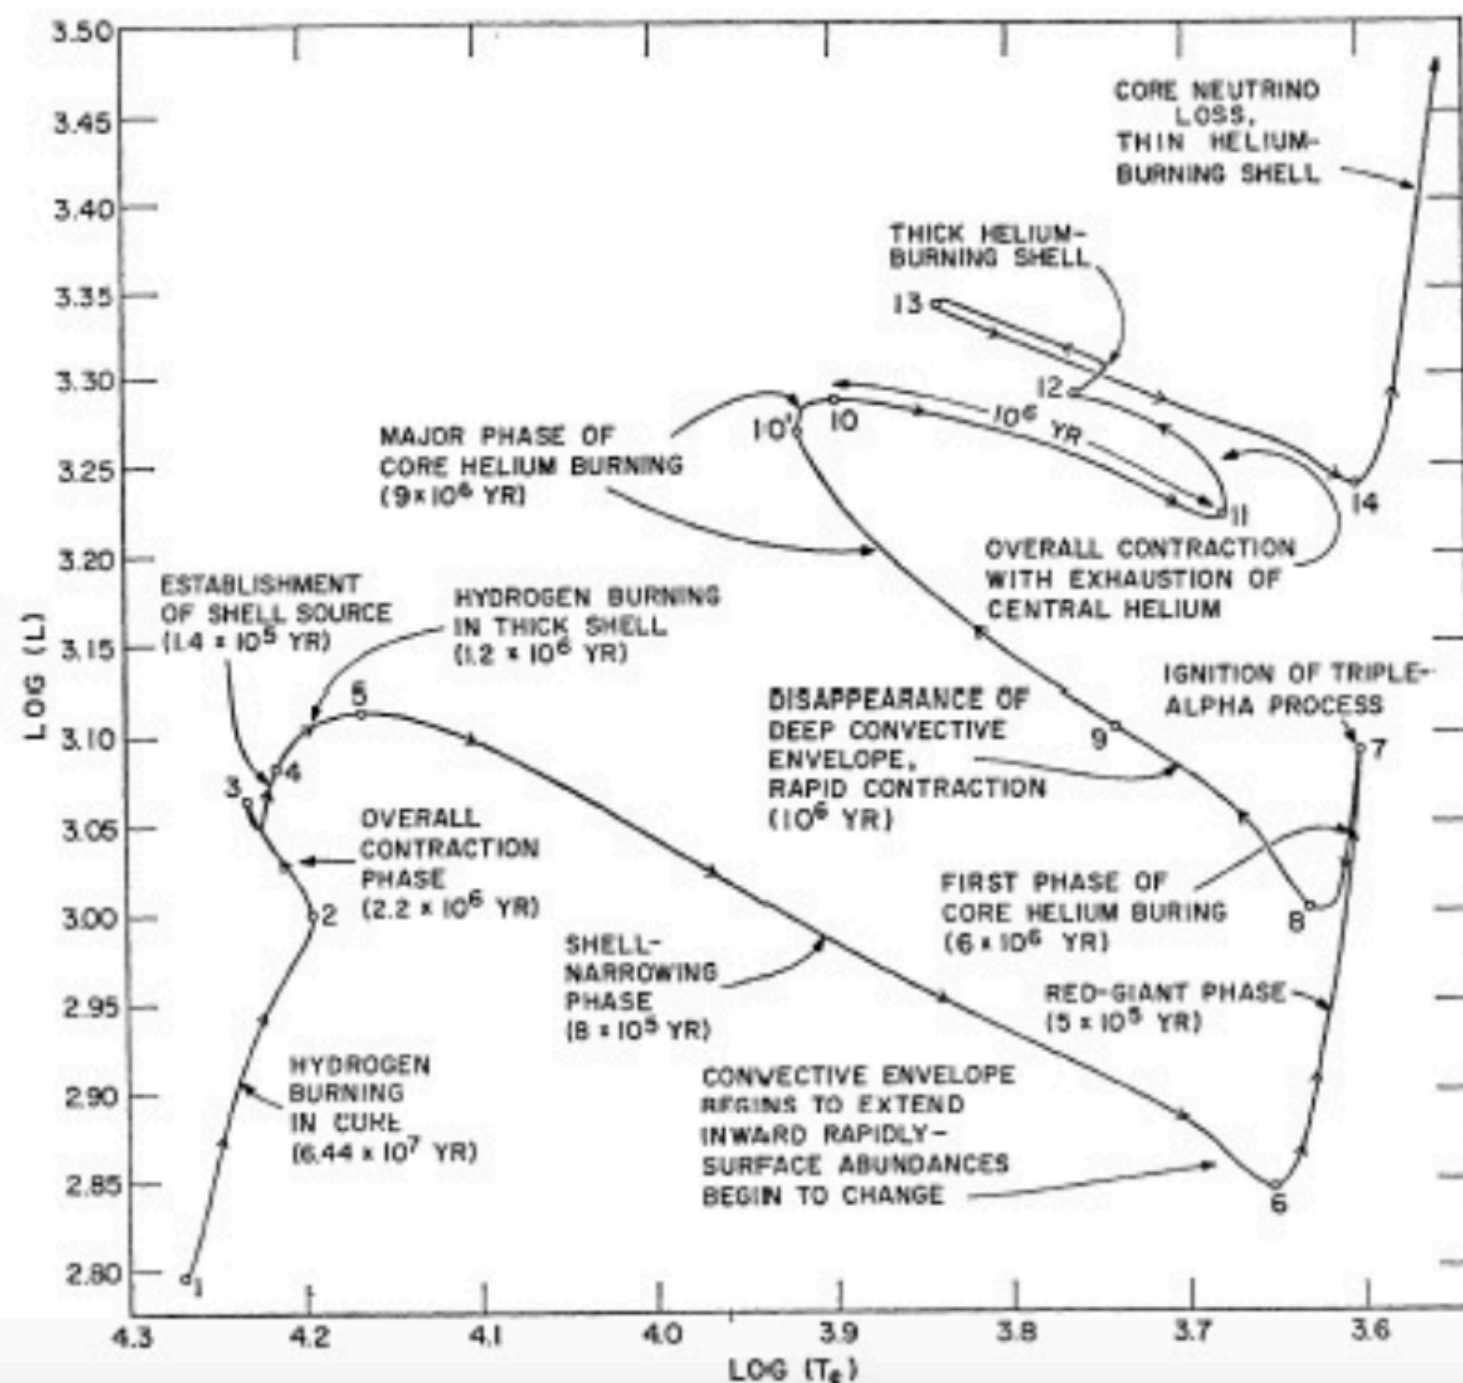 3.50
3.45
3.40
3.35
3.30
3.25
3.20
3.15
3.10
3.05
3.00
2.95
2.90
2.85
2.80
LOG (L)
4.3
4.2
4.1
4.0
3.9
3.8
3.7
3.6
LOG (Te)
CORE NEUTRINO
LOSS,
THIN HELIUM-
BURNING SHELL
THICK HELIUM-
BURNING SHELL
13
12
10'
10
10⁶ YR
11
14
MAJOR PHASE OF
CORE HELIUM BURNING
(9 x 10⁶ YR)
OVERALL CONTRACTION
WITH EXHAUSTION OF
CENTRAL HELIUM
ESTABLISHMENT
OF SHELL SOURCE
(1.4 x 10⁵ YR)
HYDROGEN BURNING
IN THICK SHELL
(1.2 x 10⁶ YR)
5
4
3
IGNITION OF TRIPLE-
ALPHA PROCESS
7
DISAPPEARANCE OF
DEEP CONVECTIVE
ENVELOPE,
RAPID CONTRACTION
(10⁶ YR)
9
OVERALL
CONTRACTION
PHASE
(2.2 x 10⁶ YR)
2
FIRST PHASE OF
CORE HELIUM BURING
(6 x 10⁶ YR)
8
SHELL-
NARROWING
PHASE
(8 x 10⁵ YR)
RED-GIANT PHASE
(5 x 10⁵ YR)
HYDROGEN
BURNING
IN CORE
(6.44 x 10⁷ YR)
CONVECTIVE ENVELOPE
BEGINS TO EXTEND
INWARD RAPIDLY-
SURFACE ABUNDANCES
BEGIN TO CHANGE
6
1